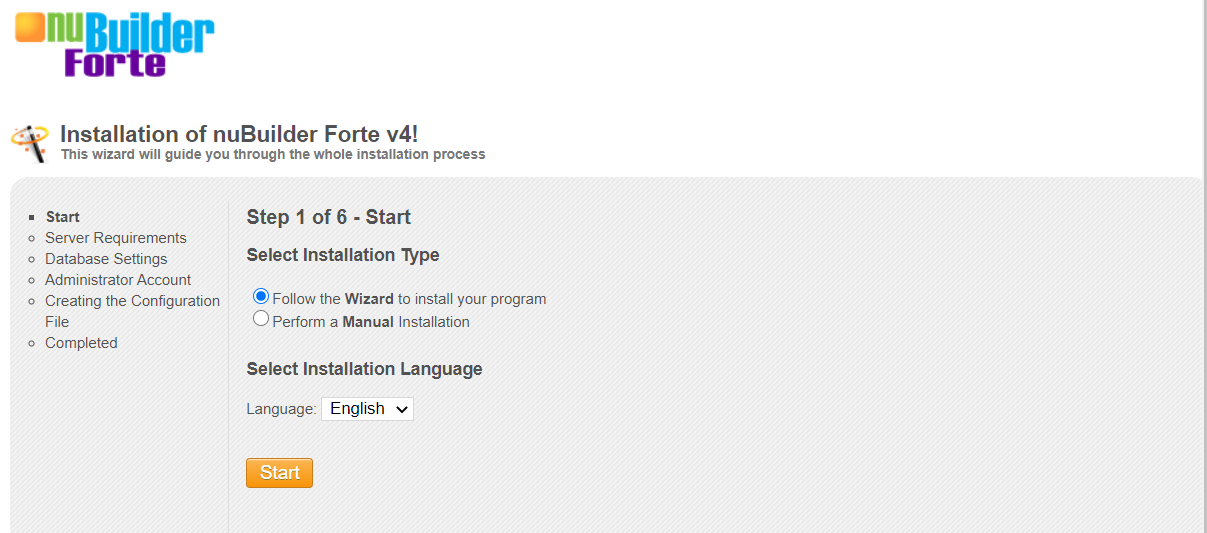 nuBuilder
Forte
Installation of nuBuilder Forte v4!
This wizard will guide you through the whole installation process
Start
Server Requirements
Database Settings
Administrator Account
Creating the Configuration
File
Completed
Step 1 of 6 - Start
Select Installation Type
Follow the Wizard to install your program
Perform a Manual Installation
Select Installation Language
Language: English
Start